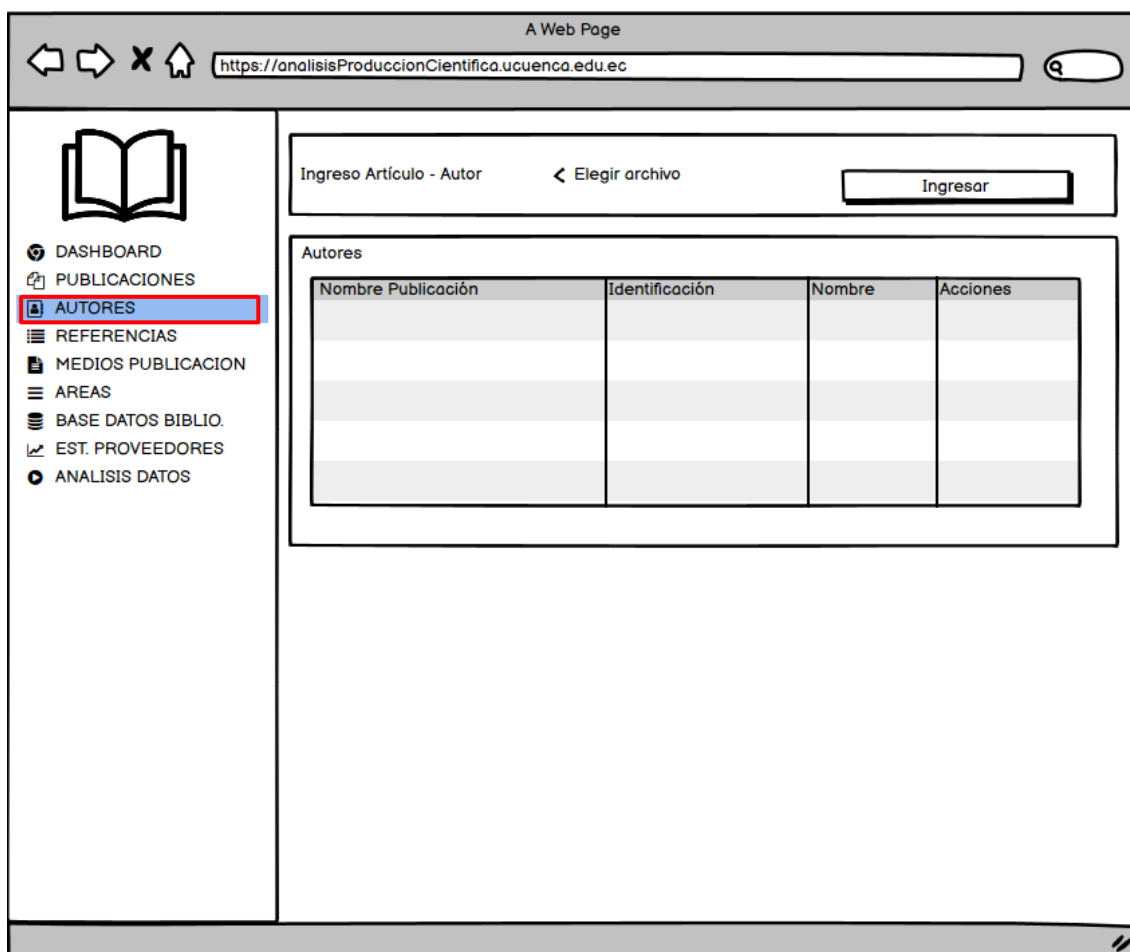 A Web Page
https://analisisProduccionCientifica.ucuenca.edu.ec
DASHBOARD
PUBLICACIONES
AUTORES
REFERENCIAS
MEDIOS PUBLICACION
AREAS
BASE DATOS BIBLIO.
EST. PROVEEDORES
ANALISIS DATOS
Ingreso Artículo - Autor < Elegir archivo Ingresar
Autores
Nombre Publicación Identificación Nombre Acciones